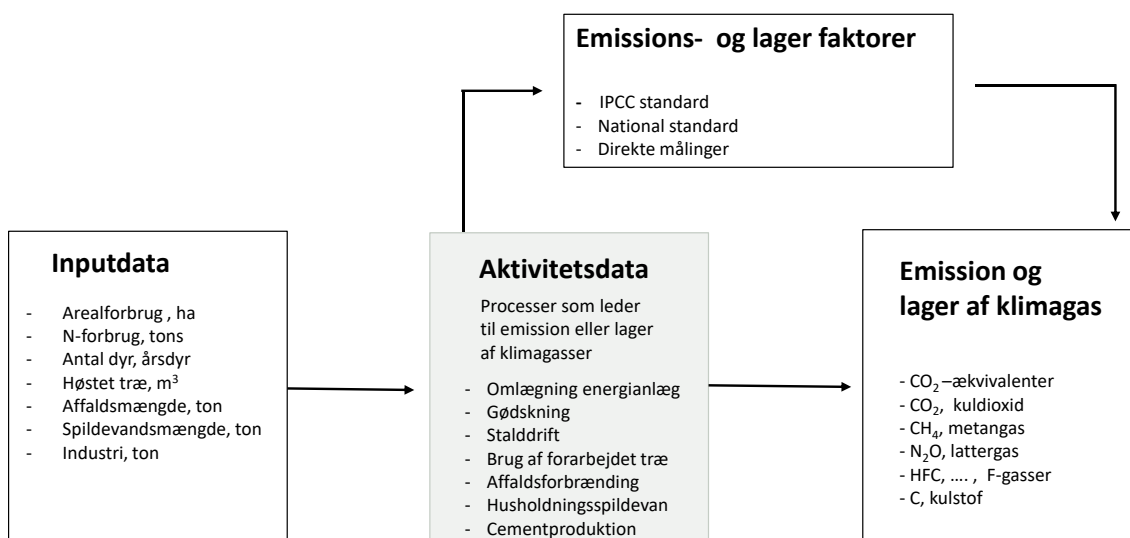 Emissions- og lager faktorer
- IPCC standard
- National standard
- Direkte målinger
Inputdata
- Arealforbrug , ha
- N-forbrug, tons
- Antal dyr, årsdyr
- Høstet træ, m³
- Affaldsmængde, ton
- Spildevandsmængde, ton
- Industri, ton
Aktivitetsdata
Processer som leder
til emission eller lager
af klimagasser
- Omlægning energianlæg
- Gødskning
- Stalddrift
- Brug af forarbejdet træ
- Affaldsforbrænding
- Husholdningsspildevan
- Cementproduktion
Emission og
lager af klimagas
- CO₂ –ækvivalenter
- CO₂, kuldioxid
- CH₄, metangas
- N₂O, lattergas
- HFC, …. , F-gasser
- C, kulstof